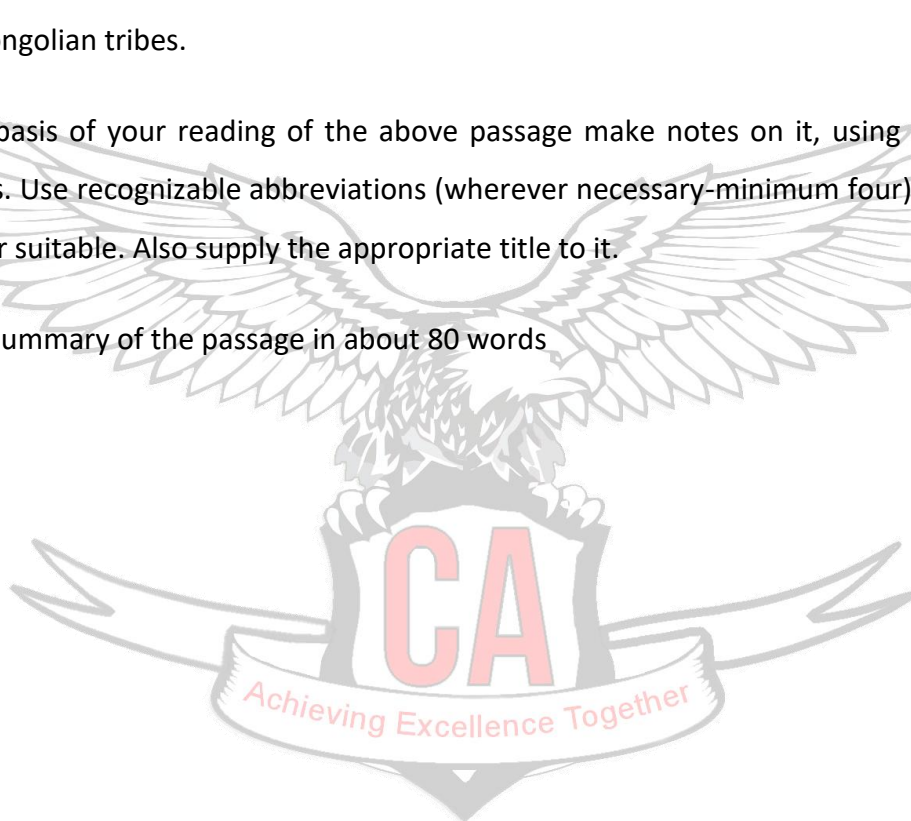 ongolian tribes.
basis of your reading of the above passage make notes on it, using
s. Use recognizable abbreviations (wherever necessary-minimum four)
r suitable. Also supply the appropriate title to it.
ummary of the passage in about 80 words
CA
Achieving Excellence Together